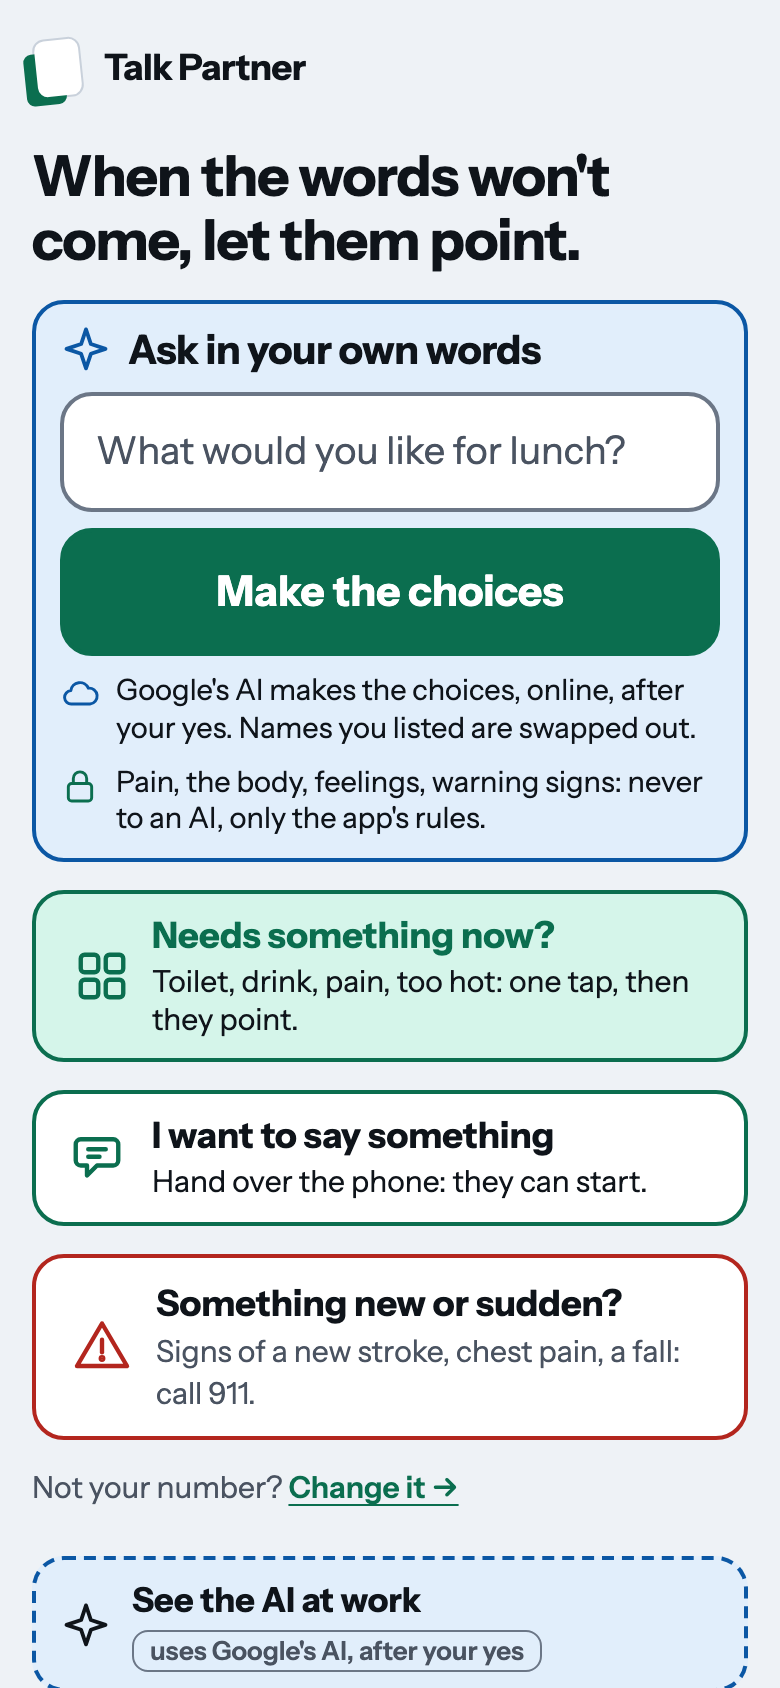 Talk Partner
When the words won't
come, let them point.
Ask in your own words
What would you like for lunch?
Make the choices
Google's AI makes the choices, online, after
your yes. Names you listed are swapped out.
Pain, the body, feelings, warning signs: never
to an AI, only the app's rules.
Needs something now?
Toilet, drink, pain, too hot: one tap, then
they point.
I want to say something
Hand over the phone: they can start.
Something new or sudden?
Signs of a new stroke, chest pain, a fall:
call 911.
Not your number? Change it →
See the AI at work
uses Google's AI, after your yes